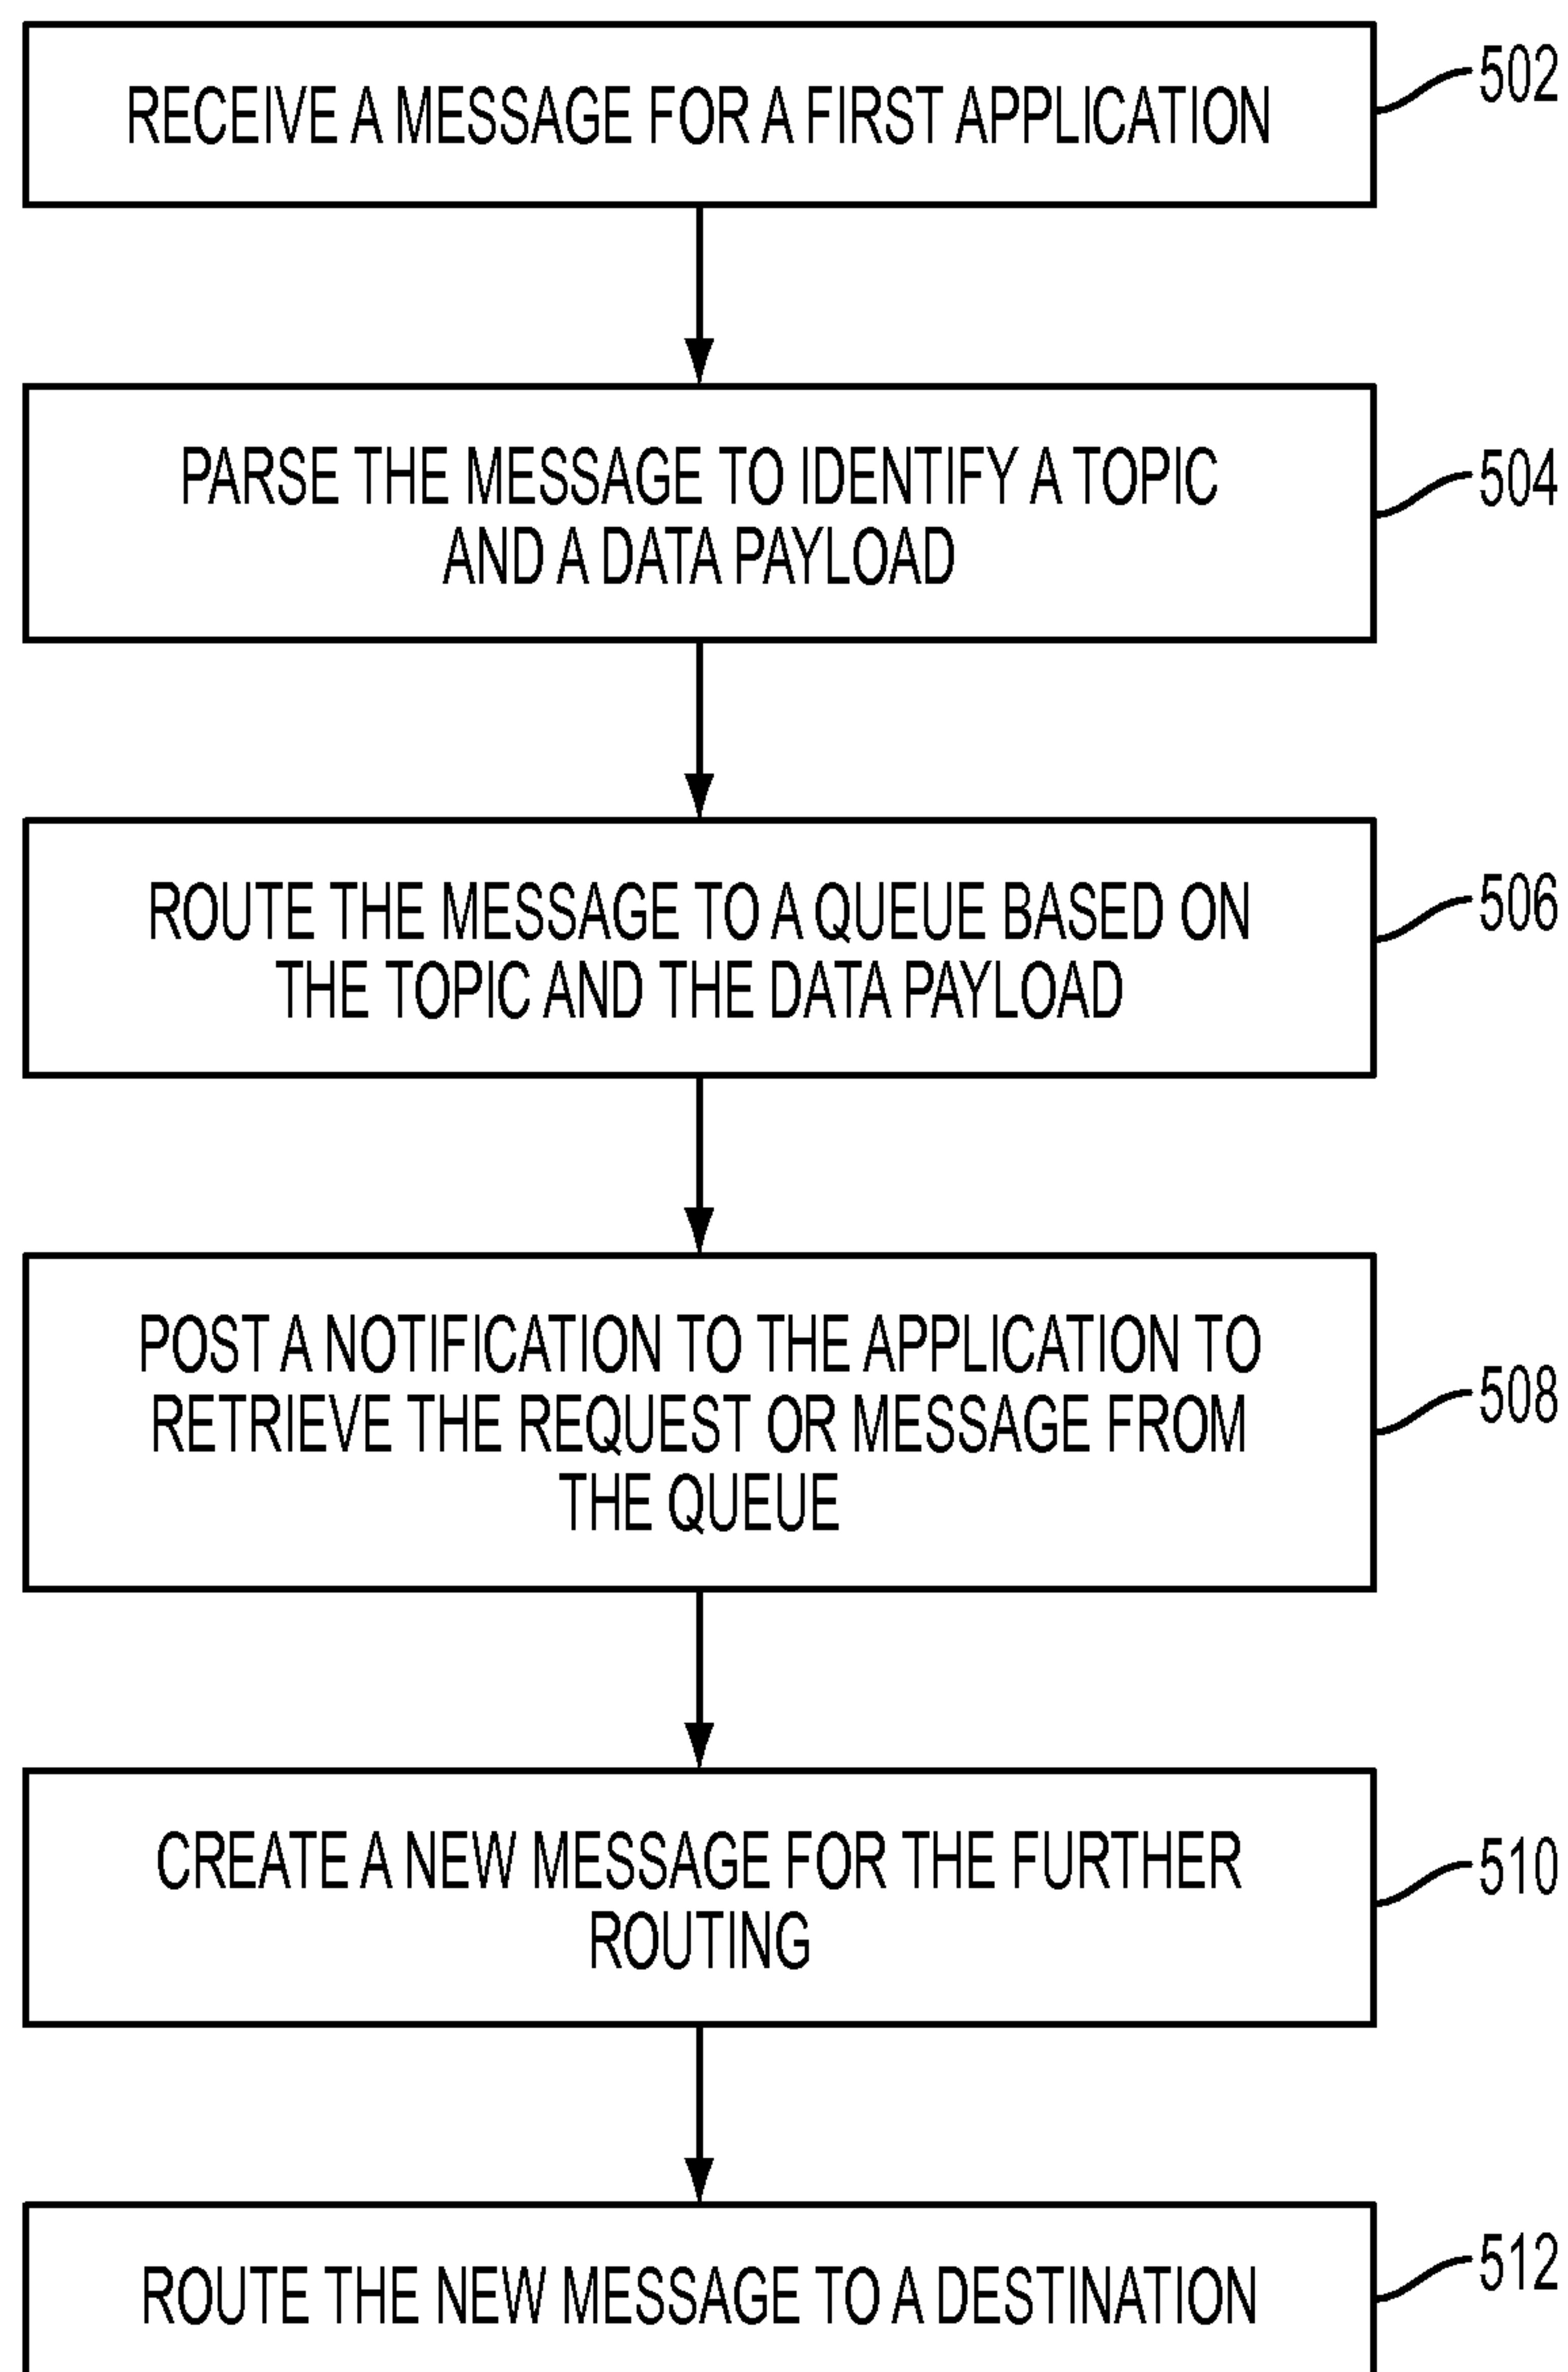 RECEIVE A MESSAGE FOR A FIRST APPLICATION
502
PARSE THE MESSAGE TO IDENTIFY A TOPIC
AND A DATA PAYLOAD
504
ROUTE THE MESSAGE TO A QUEUE BASED ON
THE TOPIC AND THE DATA PAYLOAD
506
POST A NOTIFICATION TO THE APPLICATION TO
RETRIEVE THE REQUEST OR MESSAGE FROM
THE QUEUE
508
CREATE A NEW MESSAGE FOR THE FURTHER
ROUTING
510
ROUTE THE NEW MESSAGE TO A DESTINATION
512